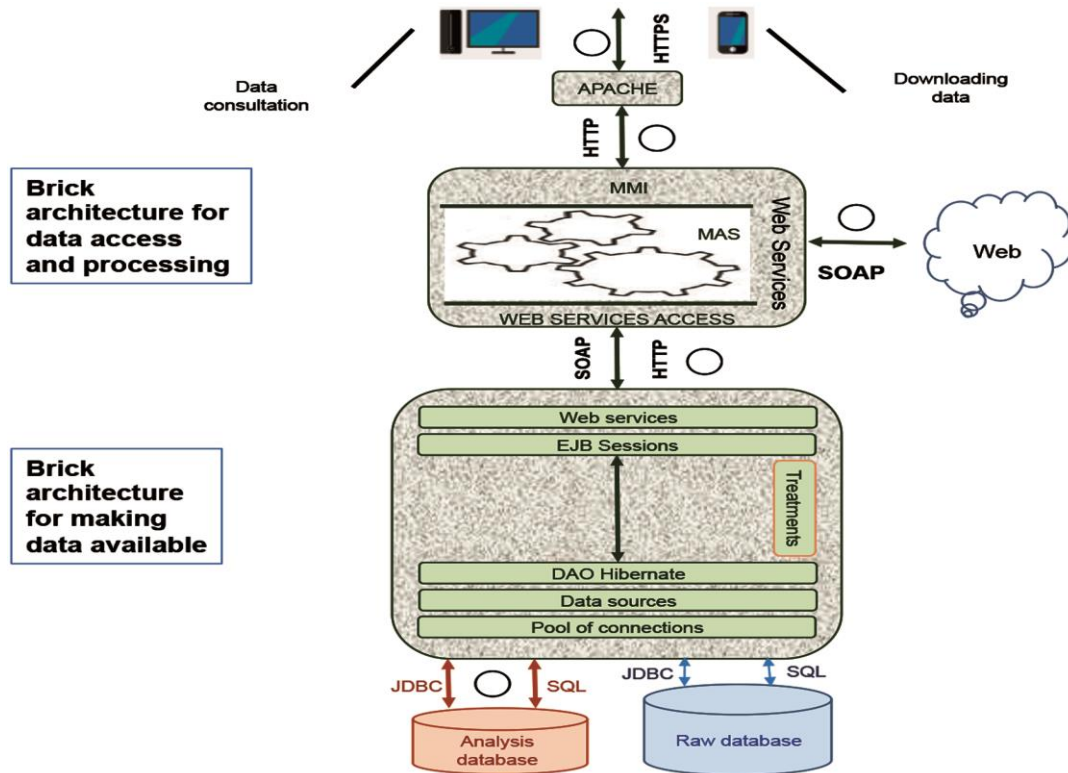 HTTPS
Data
consultation
APACHE
Downloading
data
HTTP
Brick
architecture for
data access
and processing
MMI
MAS
Web Services
SOAP
Web
WEB SERVICES ACCESS
SOAP
HTTP
Web services
EJB Sessions
Brick
architecture
for making
data available
Treatments
DAO Hibernate
Data sources
Pool of connections
JDBC
SQL
JDBC
SQL
Analysis
database
Raw database